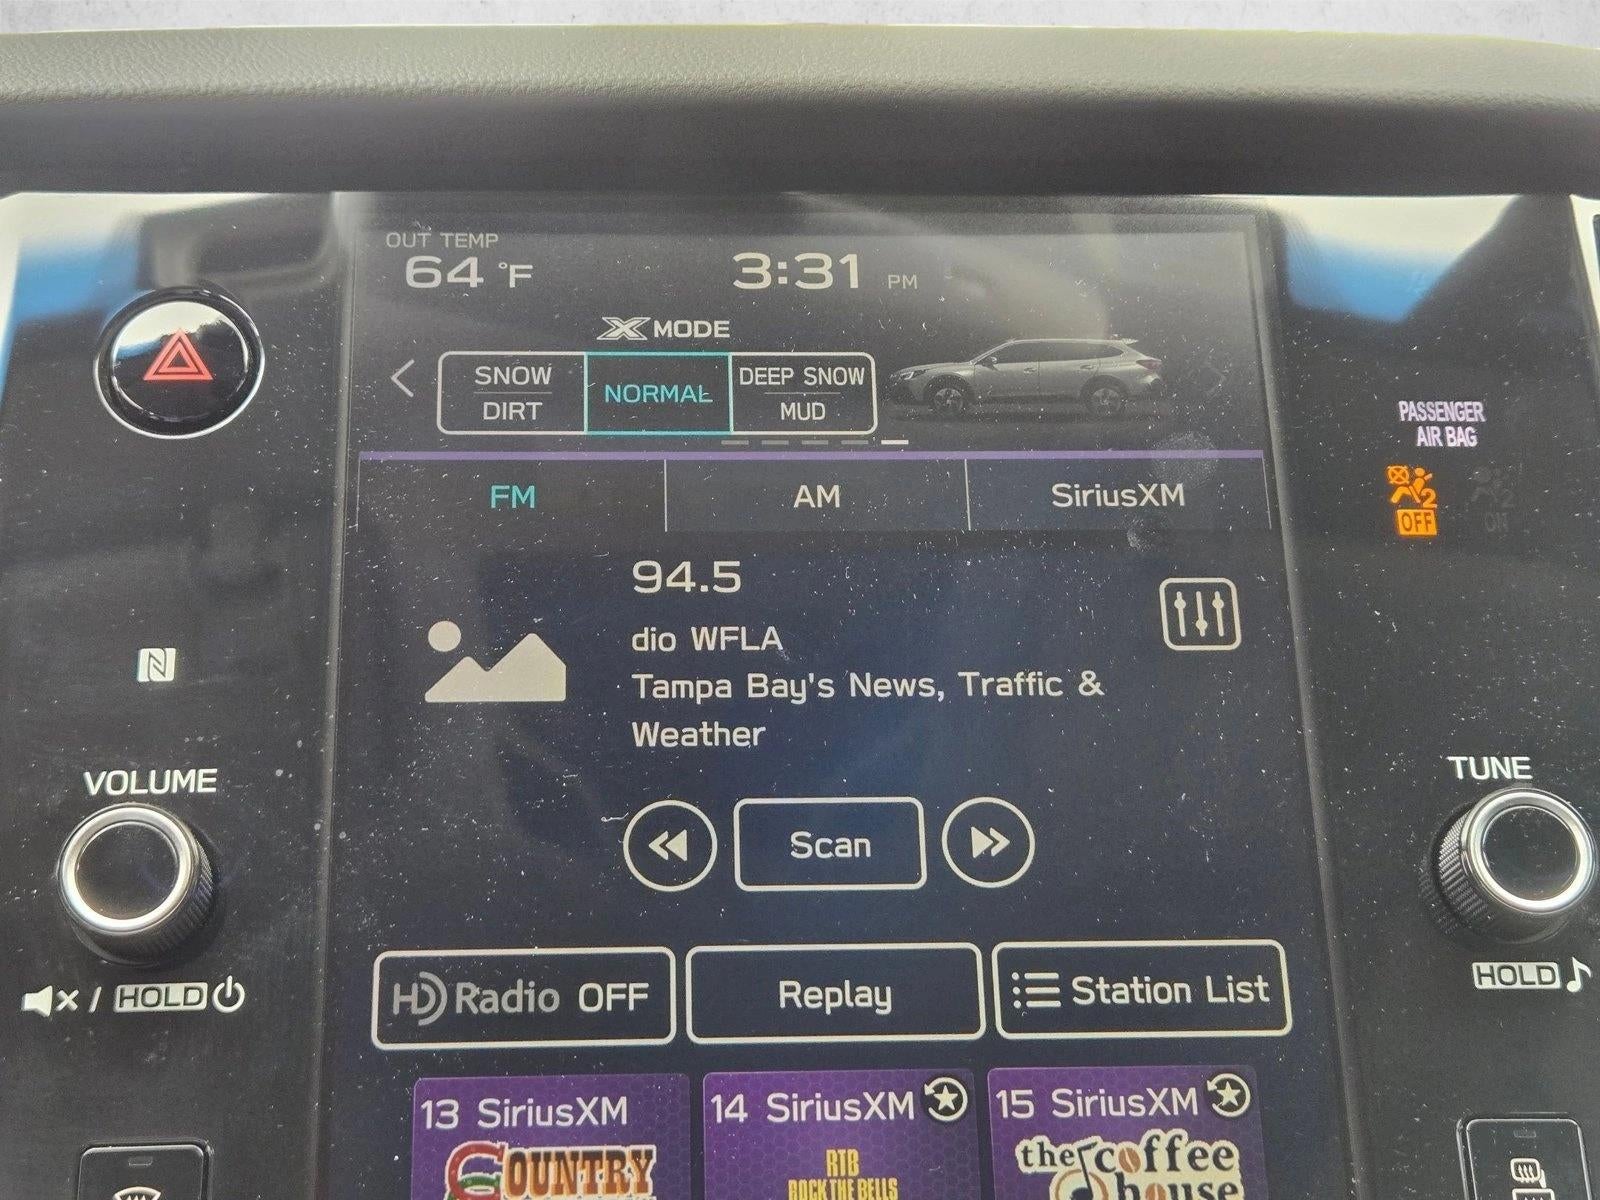 OUT TEMP
64 °F
3:31 PM
X MODE
SNOW
DIRT
NORMAL
DEEP SNOW
MUD
PASSENGER
AIR BAG
2
OFF
2
ON
FM
AM
SiriusXM
94.5
dio WFLA
Tampa Bay's News, Traffic &
Weather
VOLUME
TUNE
Scan
HOLD
/ HOLD
HD Radio OFF
Replay
Station List
13 SiriusXM
14 SiriusXM
15 SiriusXM
COUNTRY
RTB
ROCK THE BELLS
the coffee
house